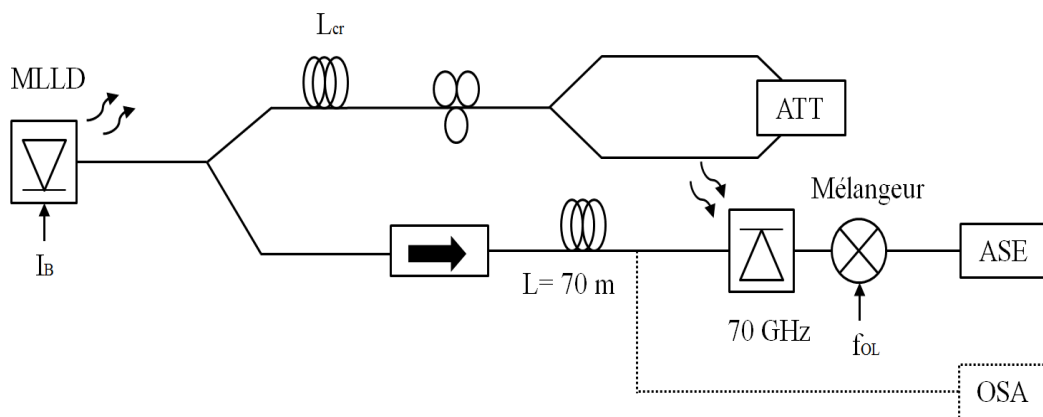 Lcr
MLLD
ATT
Mélangeur
ASE
IB
L= 70 m
70 GHz
fOL
OSA